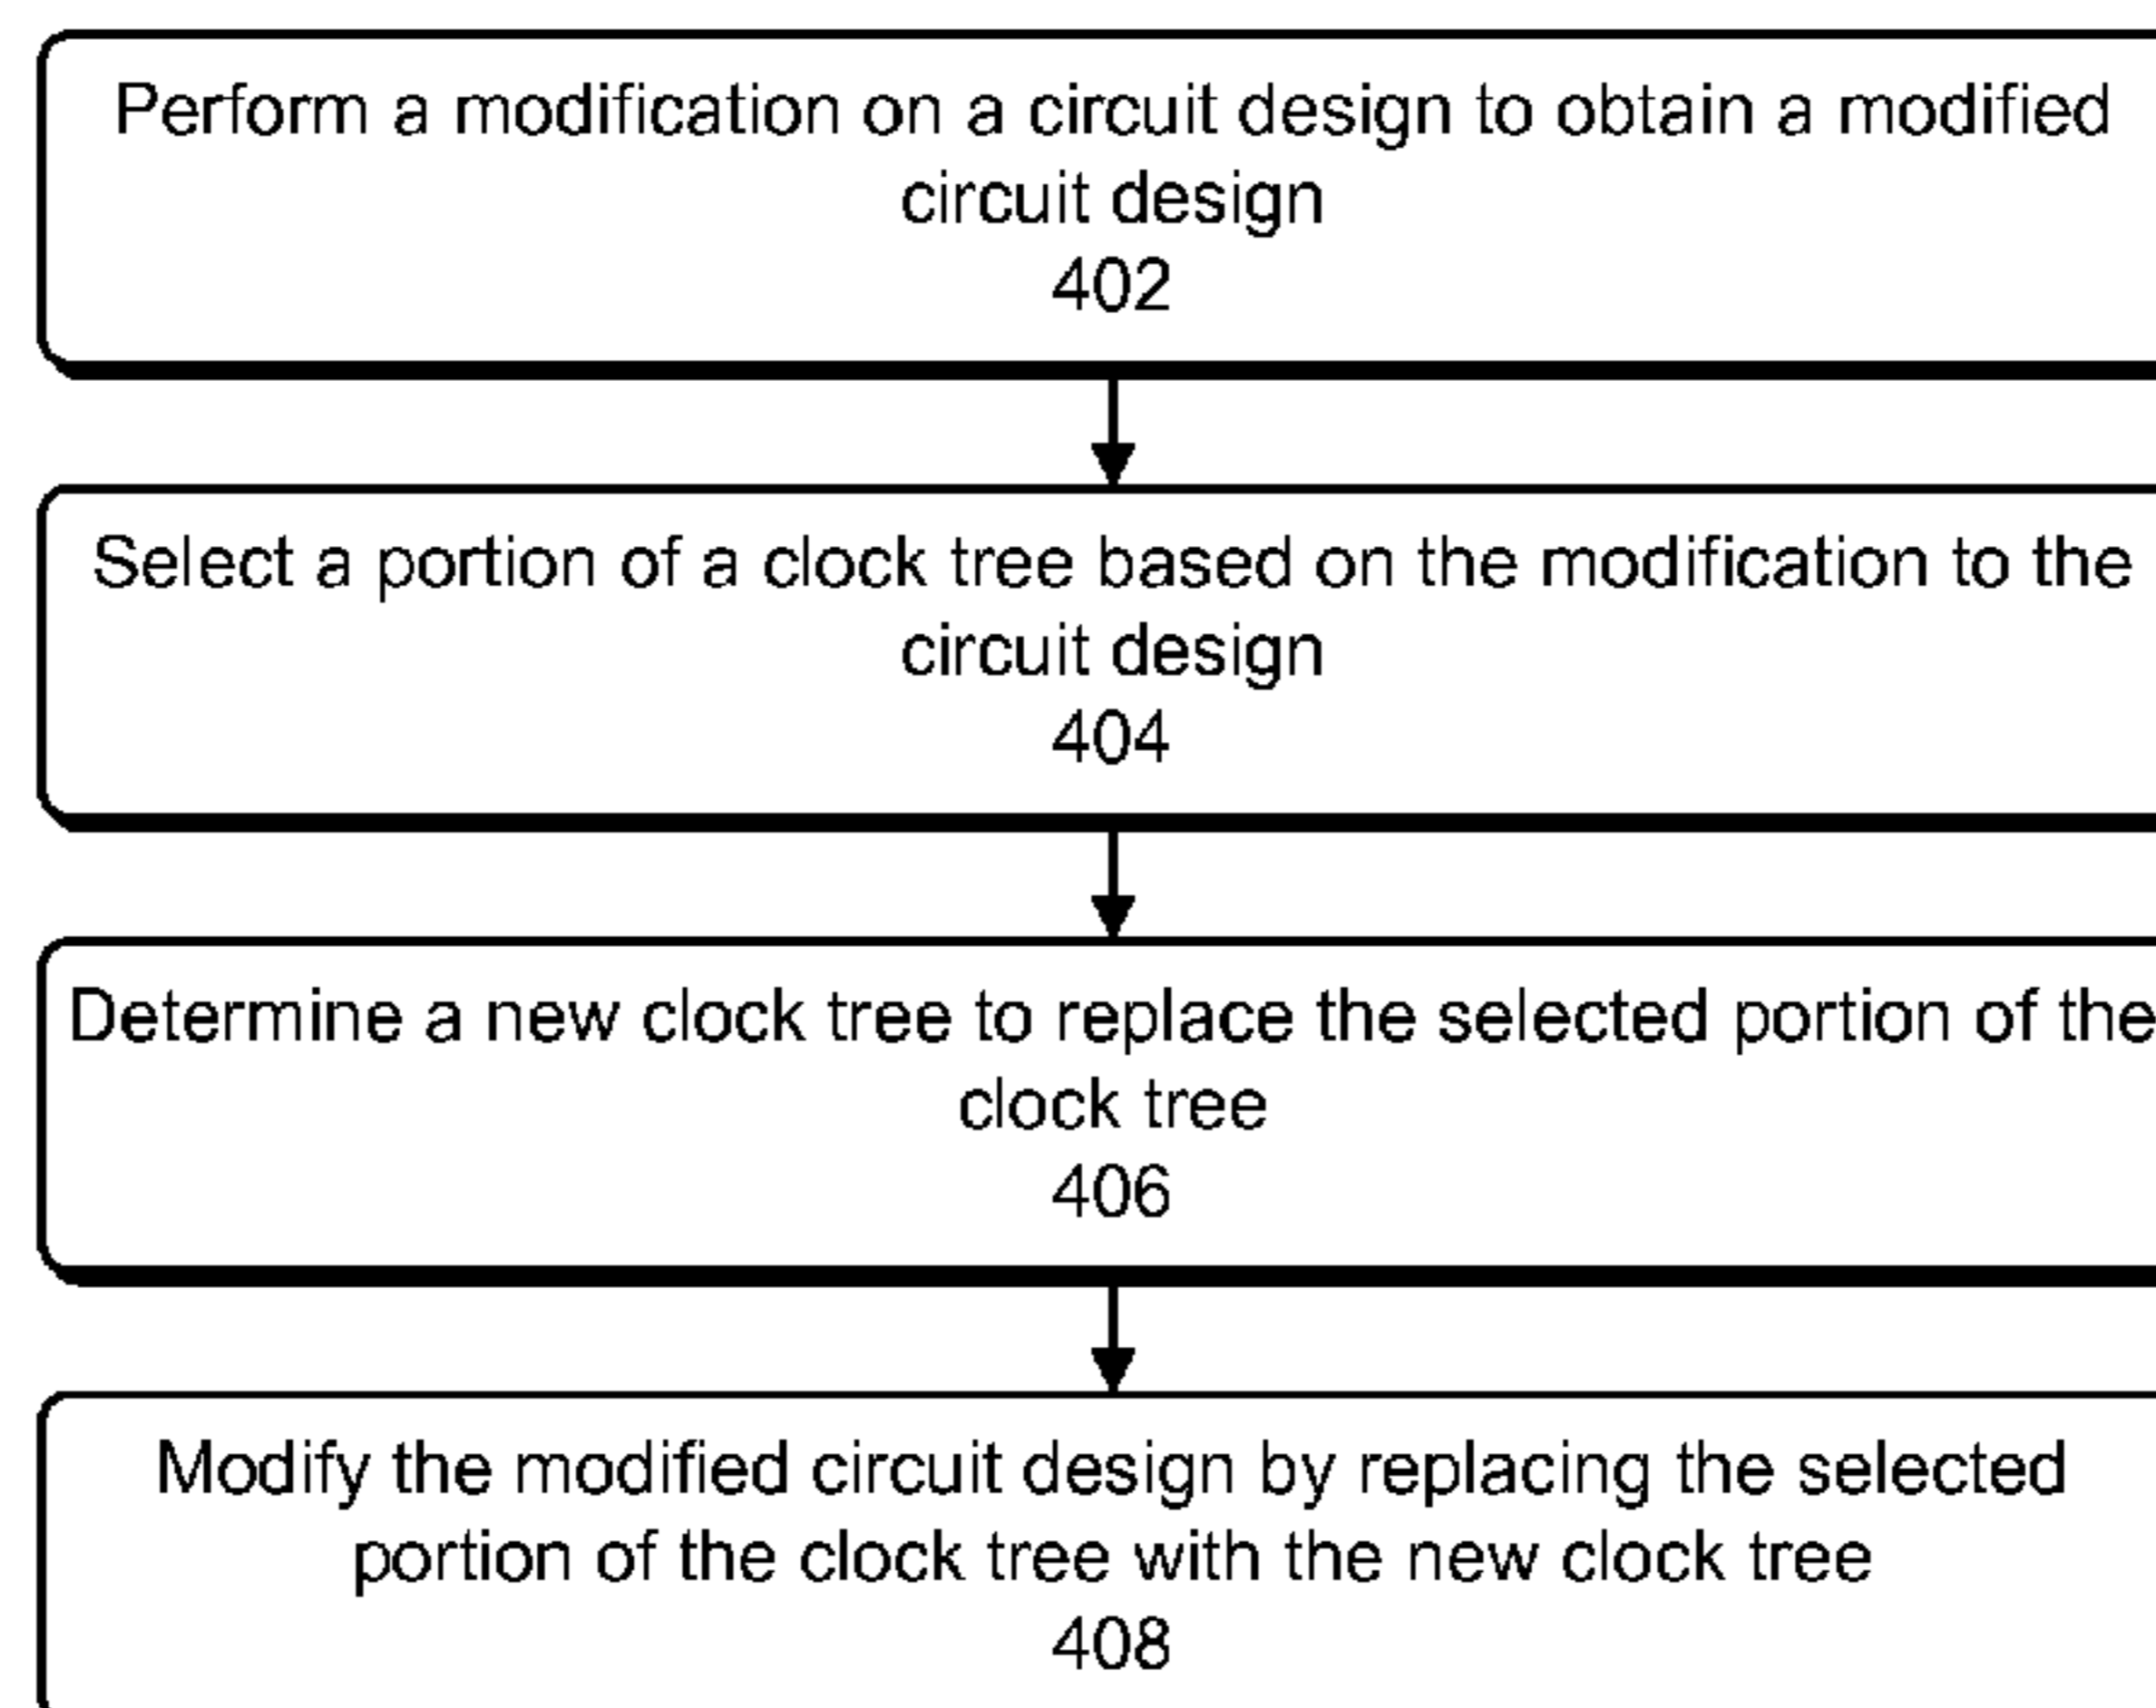 Perform a modification on a circuit design to obtain a modified
circuit design
402
Select a portion of a clock tree based on the modification to the
circuit design
404
Determine a new clock tree to replace the selected portion of the
clock tree
406
Modify the modified circuit design by replacing the selected
portion of the clock tree with the new clock tree
408